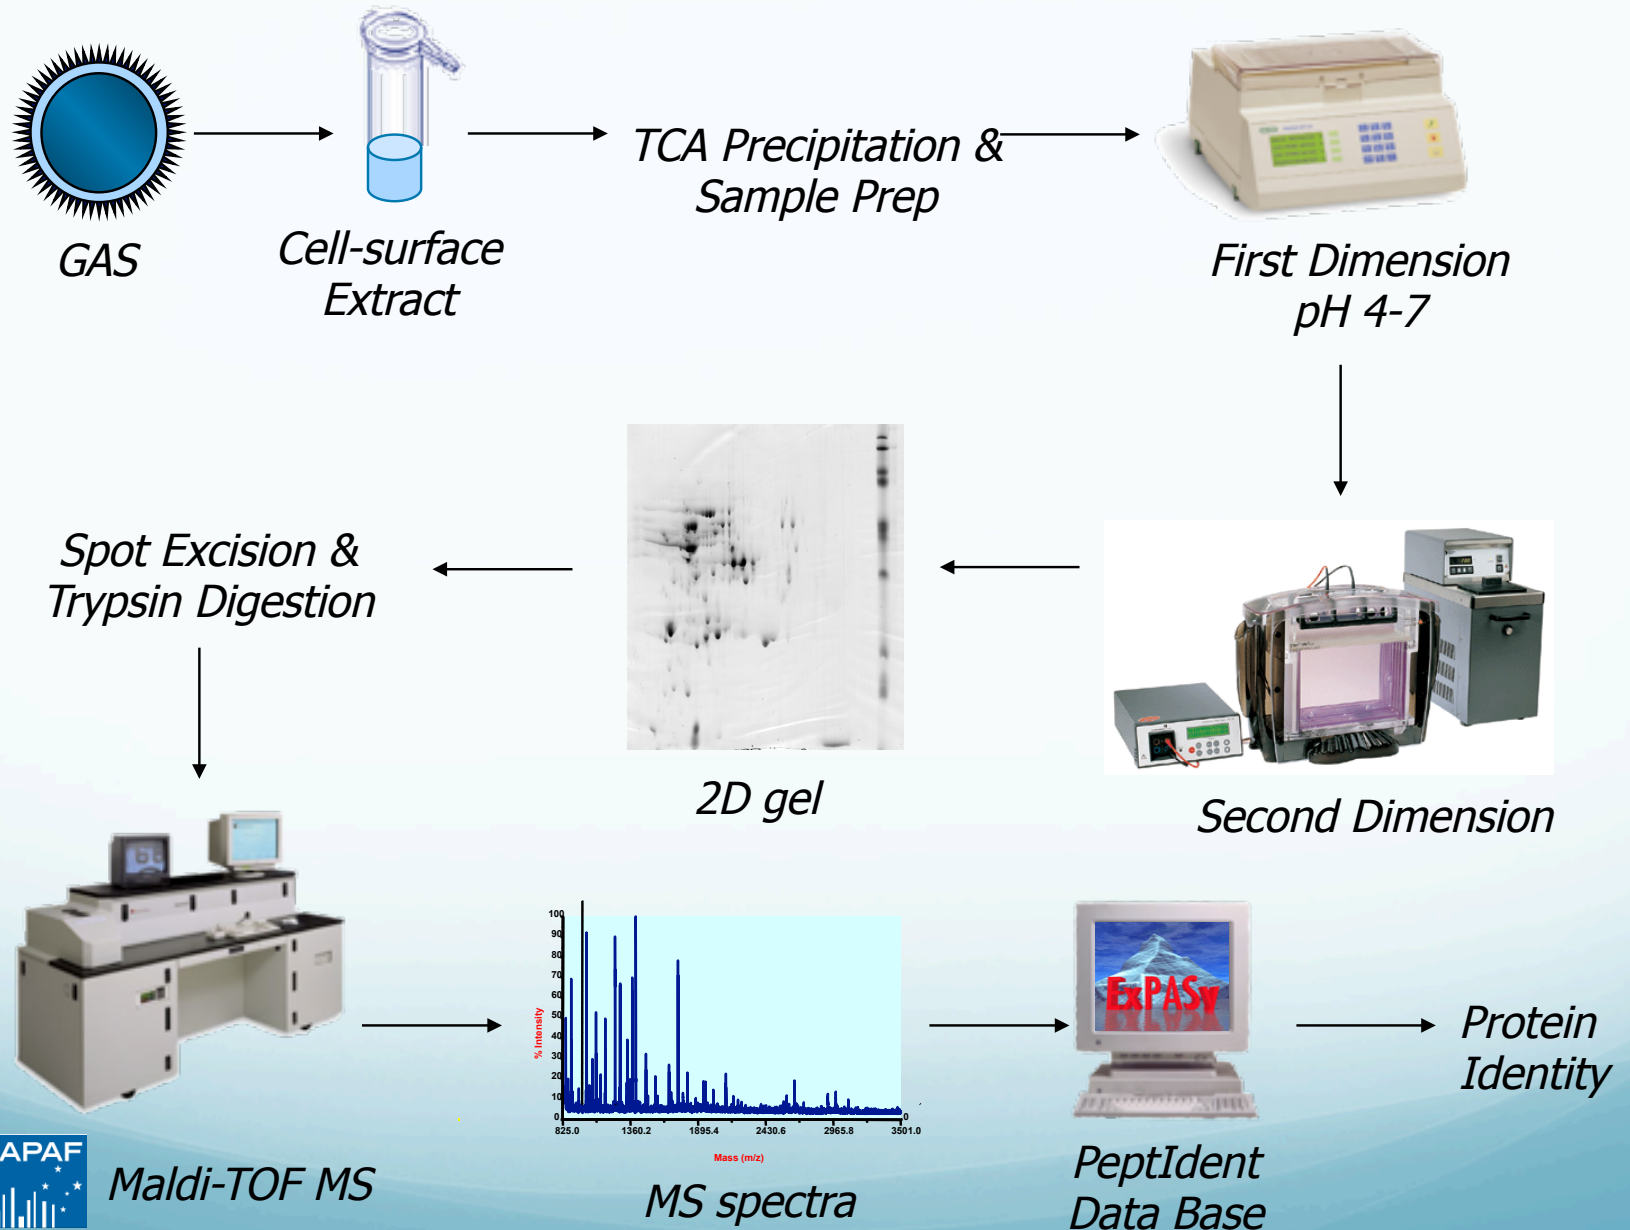 GAS
Cell-surface
Extract
TCA Precipitation &
Sample Prep
First Dimension
pH 4-7
Second Dimension
2D gel
Spot Excision &
Trypsin Digestion
Maldi-TOF MS
APAF
100
90
80
70
60
50
40
30
20
10
0
0
% Intensity
825.0 1360.2 1895.4 2430.6 2965.8 3501.0
Mass (m/z)
MS spectra
ExPASy
PeptIdent
Data Base
Protein
Identity